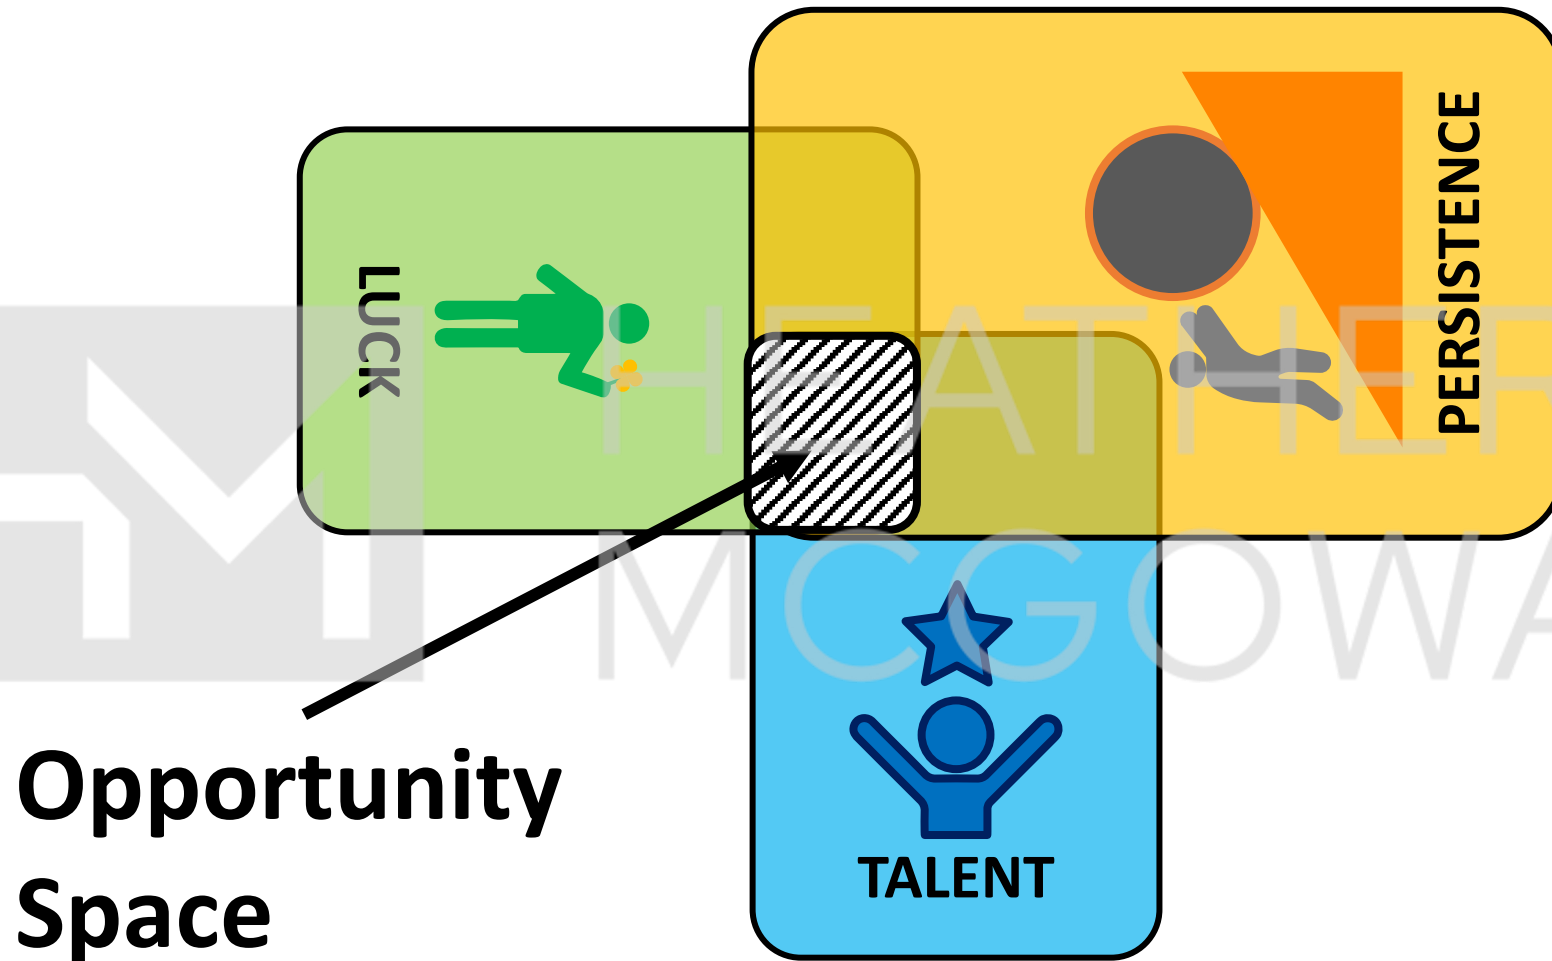 LUCK
PERSISTENCE
HEATHER
MCGOWA
TALENT
Opportunity
Space